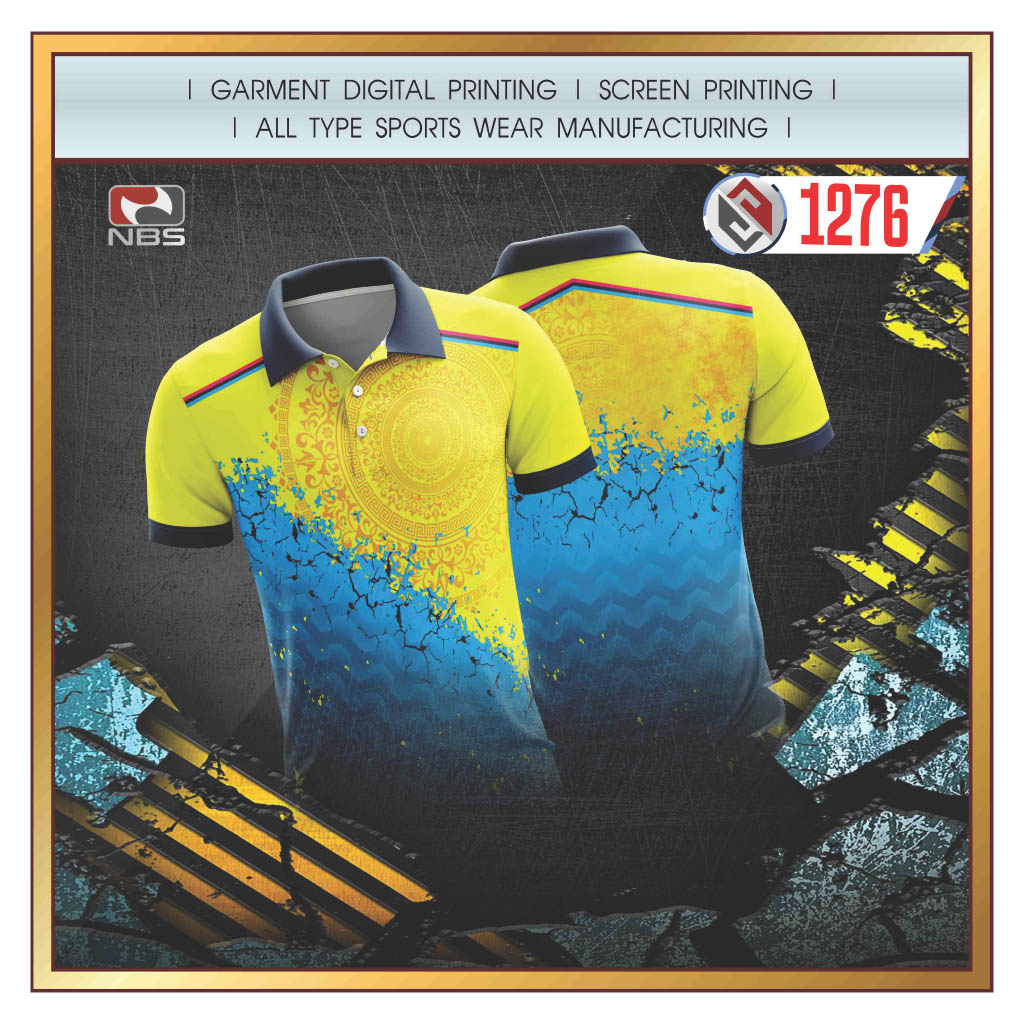 | GARMENT DIGITAL PRINTING | SCREEN PRINTING |
| ALL TYPE SPORTS WEAR MANUFACTURING |
NBS
1276